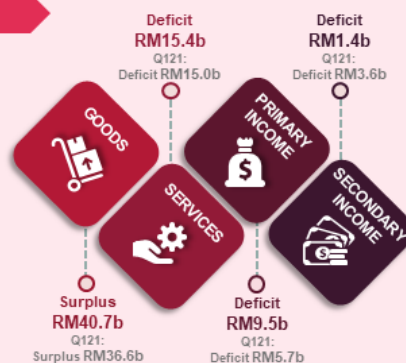 Deficit
RM15.4b
Q121:
Deficit RM15.0b
Deficit
RM1.4b
Q121:
Deficit RM3.6b
GOODS
SERVICES
PRIMARY
INCOME
SECONDARY
INCOME
Surplus
RM40.7b
Q121:
Surplus RM36.6b
Deficit
RM9.5b
Q121:
Deficit RM5.7b